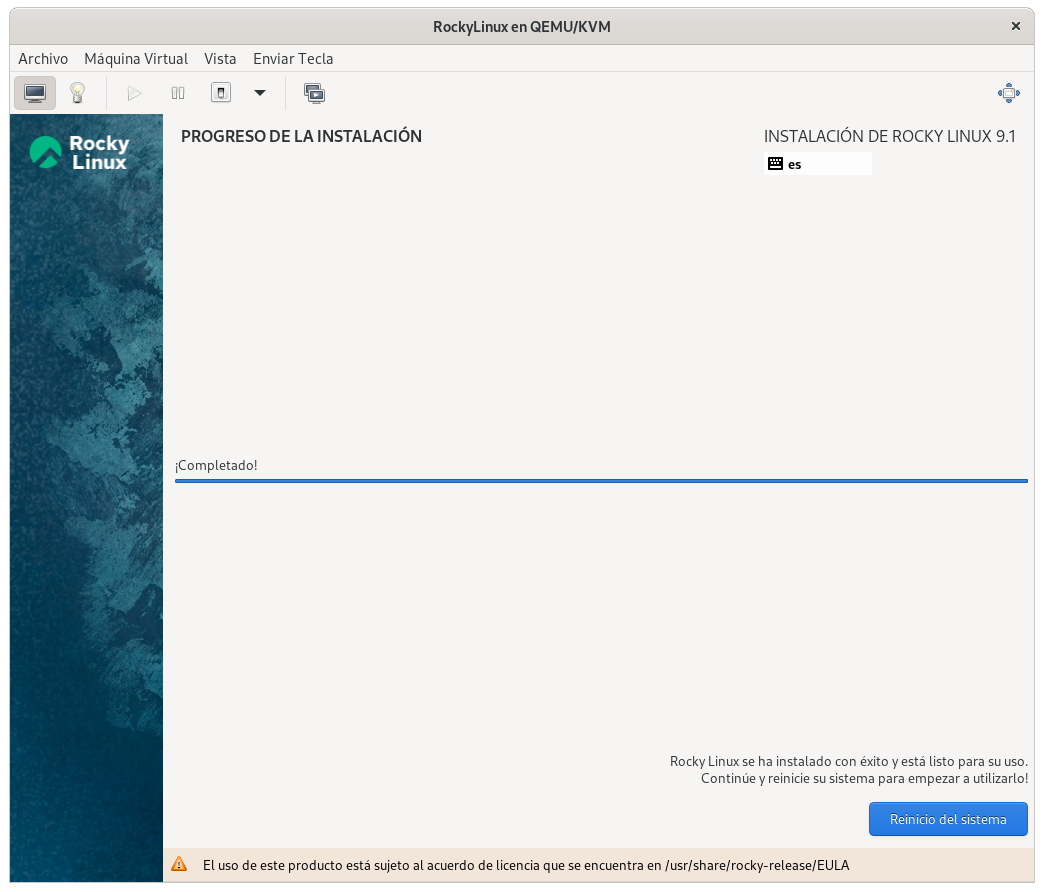 RockyLinux en QEMU/KVM
Archivo Máquina Virtual Vista Enviar Tecla
Rocky
Linux
PROGRESO DE LA INSTALACIÓN
INSTALACIÓN DE ROCKY LINUX 9.1
es
¡Completado!
Rocky Linux se ha instalado con éxito y está listo para su uso.
Continúe y reinicie su sistema para empezar a utilizarlo!
Reinicio del sistema
El uso de este producto está sujeto al acuerdo de licencia que se encuentra en /usr/share/rocky-release/EULA